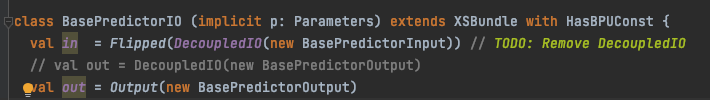 class BasePredictorIO (implicit p: Parameters) extends XSBundle with HasBPUConst {
  val in  = Flipped(DecoupledIO(new BasePredictorInput)) // TODO: Remove DecoupledIO
  // val out = DecoupledIO(new BasePredictorOutput)
  val out = Output(new BasePredictorOutput)